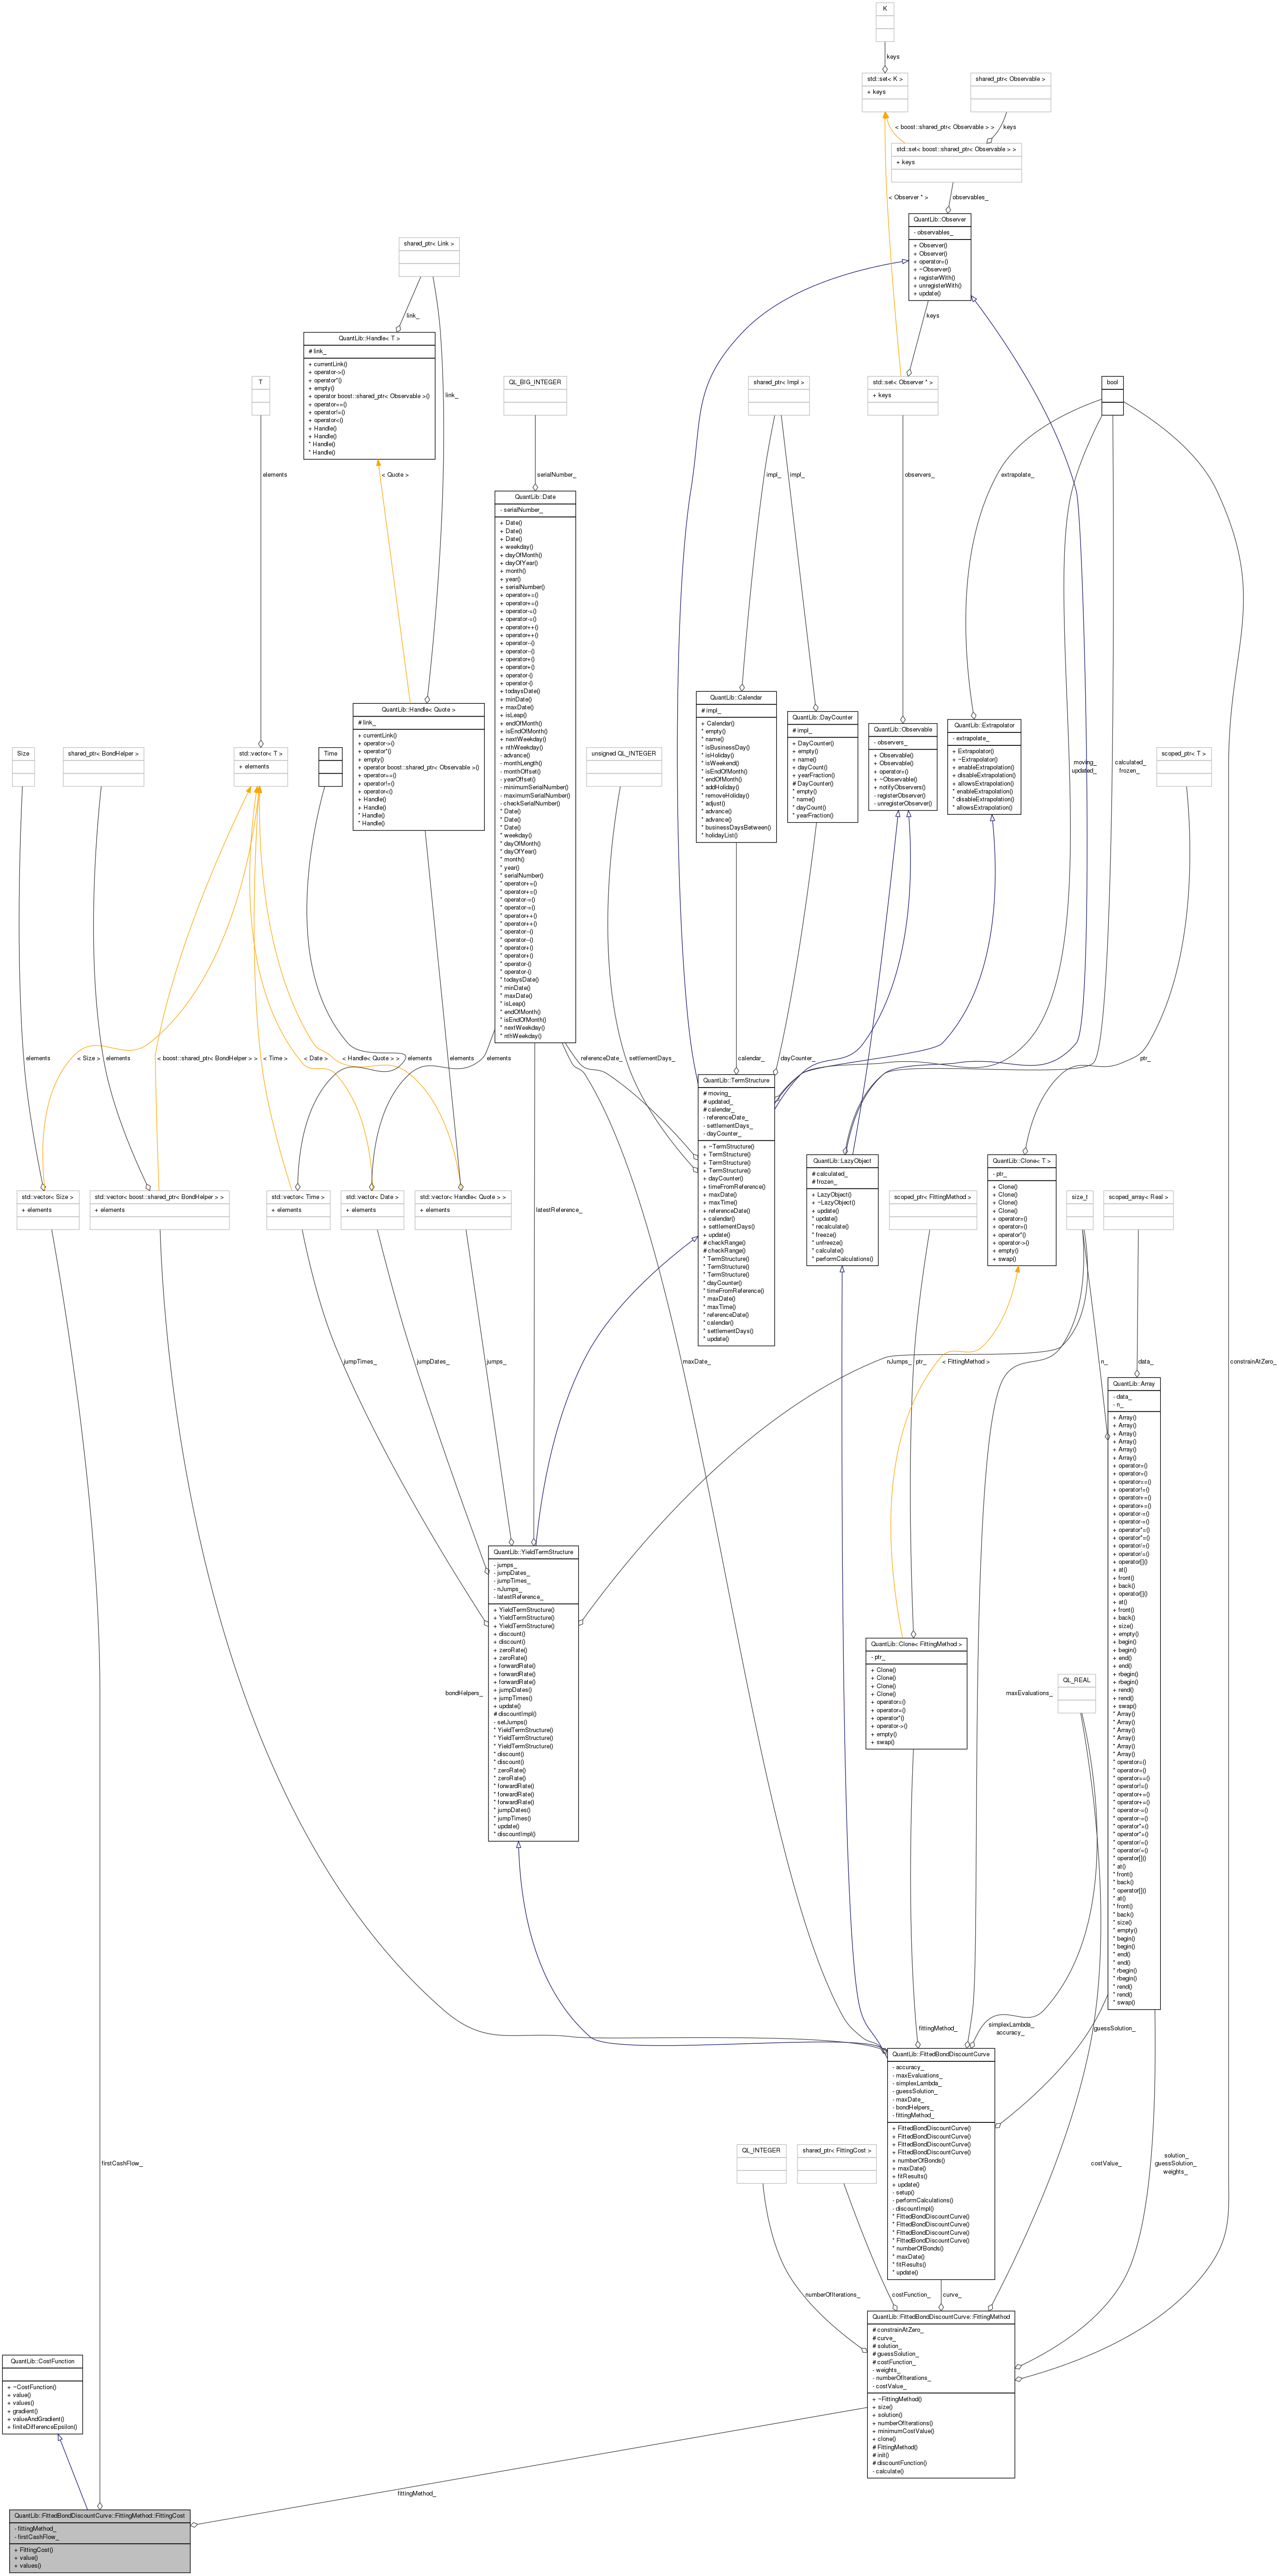 K
keys
std::set< K >
+ keys
shared_ptr< Observable >
< boost::shared_ptr< Observable > >
keys
std::set< boost::shared_ptr< Observable > >
+ keys
< Observer * >
observables_
QuantLib::Observer
- observables_
+ Observer()
+ Observer()
+ operator=()
+ ~Observer()
+ registerWith()
+ unregisterWith()
+ update()
shared_ptr< Link >
link_
keys
QuantLib::Handle< T >
# link_
+ currentLink()
+ operator->()
+ operator*()
+ empty()
+ operator boost::shared_ptr< Observable >()
+ operator==()
+ operator!=()
+ operator<()
+ Handle()
+ Handle()
* Handle()
* Handle()
link_
T
QL_BIG_INTEGER
shared_ptr< Impl >
std::set< Observer * >
+ keys
bool
elements
< Quote >
serialNumber_
impl_
impl_
observers_
extrapolate_
QuantLib::Date
- serialNumber_
+ Date()
+ Date()
+ Date()
+ weekday()
+ dayOfMonth()
+ dayOfYear()
+ month()
+ year()
+ serialNumber()
+ operator+=()
+ operator+=()
+ operator-=()
+ operator-=()
+ operator++()
+ operator++()
+ operator--()
+ operator--()
+ operator+()
+ operator+()
+ operator-()
+ operator-()
+ todaysDate()
+ minDate()
+ maxDate()
+ isLeap()
+ endOfMonth()
+ isEndOfMonth()
+ nextWeekday()
+ nthWeekday()
- advance()
- monthLength()
- monthOffset()
- yearOffset()
- minimumSerialNumber()
- maximumSerialNumber()
- checkSerialNumber()
* Date()
* Date()
* Date()
* weekday()
* dayOfMonth()
* dayOfYear()
* month()
* year()
* serialNumber()
* operator+=()
* operator+=()
* operator-=()
* operator-=()
* operator++()
* operator++()
* operator--()
* operator--()
* operator+()
* operator+()
* operator-()
* operator-()
* todaysDate()
* minDate()
* maxDate()
* isLeap()
* endOfMonth()
* isEndOfMonth()
* nextWeekday()
* nthWeekday()
QuantLib::Handle< Quote >
# link_
+ currentLink()
+ operator->()
+ operator*()
+ empty()
+ operator boost::shared_ptr< Observable >()
+ operator==()
+ operator!=()
+ operator<()
+ Handle()
+ Handle()
* Handle()
* Handle()
QuantLib::Calendar
# impl_
+ Calendar()
* empty()
* name()
* isBusinessDay()
* isHoliday()
* isWeekend()
* isEndOfMonth()
* endOfMonth()
* addHoliday()
* removeHoliday()
* adjust()
* advance()
* advance()
* businessDaysBetween()
* holidayList()
QuantLib::DayCounter
# impl_
+ DayCounter()
+ empty()
+ name()
+ dayCount()
+ yearFraction()
# DayCounter()
* empty()
* name()
* dayCount()
* yearFraction()
QuantLib::Observable
- observers_
+ Observable()
+ Observable()
+ operator=()
+ ~Observable()
+ notifyObservers()
- registerObserver()
- unregisterObserver()
QuantLib::Extrapolator
- extrapolate_
+ Extrapolator()
+ ~Extrapolator()
+ enableExtrapolation()
+ disableExtrapolation()
+ allowsExtrapolation()
* enableExtrapolation()
* disableExtrapolation()
* allowsExtrapolation()
moving_
updated_
calculated_
frozen_
scoped_ptr< T >
Size
shared_ptr< BondHelper >
std::vector< T >
+ elements
Time
unsigned QL_INTEGER
elements
< Size >
elements
< boost::shared_ptr< BondHelper > >
< Time >
< Date >
< Handle< Quote > >
elements
elements
elements
referenceDate_
settlementDays_
calendar_
dayCounter_
ptr_
QuantLib::TermStructure
# moving_
# updated_
# calendar_
- referenceDate_
- settlementDays_
- dayCounter_
+ ~TermStructure()
+ TermStructure()
+ TermStructure()
+ TermStructure()
+ dayCounter()
+ timeFromReference()
+ maxDate()
+ maxTime()
+ referenceDate()
+ calendar()
+ settlementDays()
+ update()
# checkRange()
# checkRange()
* TermStructure()
* TermStructure()
* TermStructure()
* dayCounter()
* timeFromReference()
* maxDate()
* maxTime()
* referenceDate()
* calendar()
* settlementDays()
* update()
QuantLib::LazyObject
# calculated_
# frozen_
+ LazyObject()
+ ~LazyObject()
+ update()
* update()
* recalculate()
* freeze()
* unfreeze()
* calculate()
* performCalculations()
QuantLib::Clone< T >
- ptr_
+ Clone()
+ Clone()
+ Clone()
+ Clone()
+ operator=()
+ operator=()
+ operator*()
+ operator->()
+ empty()
+ swap()
std::vector< Size >
+ elements
std::vector< boost::shared_ptr< BondHelper > >
+ elements
std::vector< Time >
+ elements
std::vector< Date >
+ elements
std::vector< Handle< Quote > >
+ elements
latestReference_
scoped_ptr< FittingMethod >
size_t
scoped_array< Real >
jumpTimes_
jumpDates_
jumps_
maxDate_
nJumps_
ptr_
< FittingMethod >
n_
data_
constrainAtZero_
QuantLib::Array
- data_
- n_
+ Array()
+ Array()
+ Array()
+ Array()
+ Array()
+ Array()
+ operator=()
+ operator=()
+ operator==()
+ operator!=()
+ operator+=()
+ operator+=()
+ operator-=()
+ operator-=()
+ operator*=()
+ operator*=()
+ operator/=()
+ operator/=()
+ operator[]()
+ at()
+ front()
+ back()
+ operator[]()
+ at()
+ front()
+ back()
+ size()
+ empty()
+ begin()
+ begin()
+ end()
+ end()
+ rbegin()
+ rbegin()
+ rend()
+ rend()
+ swap()
* Array()
* Array()
* Array()
* Array()
* Array()
* Array()
* operator=()
* operator=()
* operator==()
* operator!=()
* operator+=()
* operator+=()
* operator-=()
* operator-=()
* operator*=()
* operator*=()
* operator/=()
* operator/=()
* operator[]()
* at()
* front()
* back()
* operator[]()
* at()
* front()
* back()
* size()
* empty()
* begin()
* begin()
* end()
* end()
* rbegin()
* rbegin()
* rend()
* rend()
* swap()
QuantLib::YieldTermStructure
- jumps_
- jumpDates_
- jumpTimes_
- nJumps_
- latestReference_
+ YieldTermStructure()
+ YieldTermStructure()
+ YieldTermStructure()
+ discount()
+ discount()
+ zeroRate()
+ zeroRate()
+ forwardRate()
+ forwardRate()
+ forwardRate()
+ jumpDates()
+ jumpTimes()
+ update()
# discountImpl()
- setJumps()
* YieldTermStructure()
* YieldTermStructure()
* YieldTermStructure()
* discount()
* discount()
* zeroRate()
* zeroRate()
* forwardRate()
* forwardRate()
* forwardRate()
* jumpDates()
* jumpTimes()
* update()
* discountImpl()
QuantLib::Clone< FittingMethod >
- ptr_
+ Clone()
+ Clone()
+ Clone()
+ Clone()
+ operator=()
+ operator=()
+ operator*()
+ operator->()
+ empty()
+ swap()
QL_REAL
bondHelpers_
maxEvaluations_
fittingMethod_
simplexLambda_
accuracy_
guessSolution_
QuantLib::FittedBondDiscountCurve
- accuracy_
- maxEvaluations_
- simplexLambda_
- guessSolution_
- maxDate_
- bondHelpers_
- fittingMethod_
+ FittedBondDiscountCurve()
+ FittedBondDiscountCurve()
+ FittedBondDiscountCurve()
+ FittedBondDiscountCurve()
+ numberOfBonds()
+ maxDate()
+ fitResults()
+ update()
- setup()
- performCalculations()
- discountImpl()
* FittedBondDiscountCurve()
* FittedBondDiscountCurve()
* FittedBondDiscountCurve()
* FittedBondDiscountCurve()
* numberOfBonds()
* maxDate()
* fitResults()
* update()
QL_INTEGER
shared_ptr< FittingCost >
firstCashFlow_
costValue_
solution_
guessSolution_
weights_
numberOfIterations_
costFunction_
curve_
QuantLib::FittedBondDiscountCurve::FittingMethod
# constrainAtZero_
# curve_
# solution_
# guessSolution_
# costFunction_
- weights_
- numberOfIterations_
- costValue_
+ ~FittingMethod()
+ size()
+ solution()
+ numberOfIterations()
+ minimumCostValue()
+ clone()
# FittingMethod()
# init()
# discountFunction()
- calculate()
QuantLib::CostFunction
+ ~CostFunction()
+ value()
+ values()
+ gradient()
+ valueAndGradient()
+ finiteDifferenceEpsilon()
fittingMethod_
QuantLib::FittedBondDiscountCurve::FittingMethod::FittingCost
- fittingMethod_
- firstCashFlow_
+ FittingCost()
+ value()
+ values()